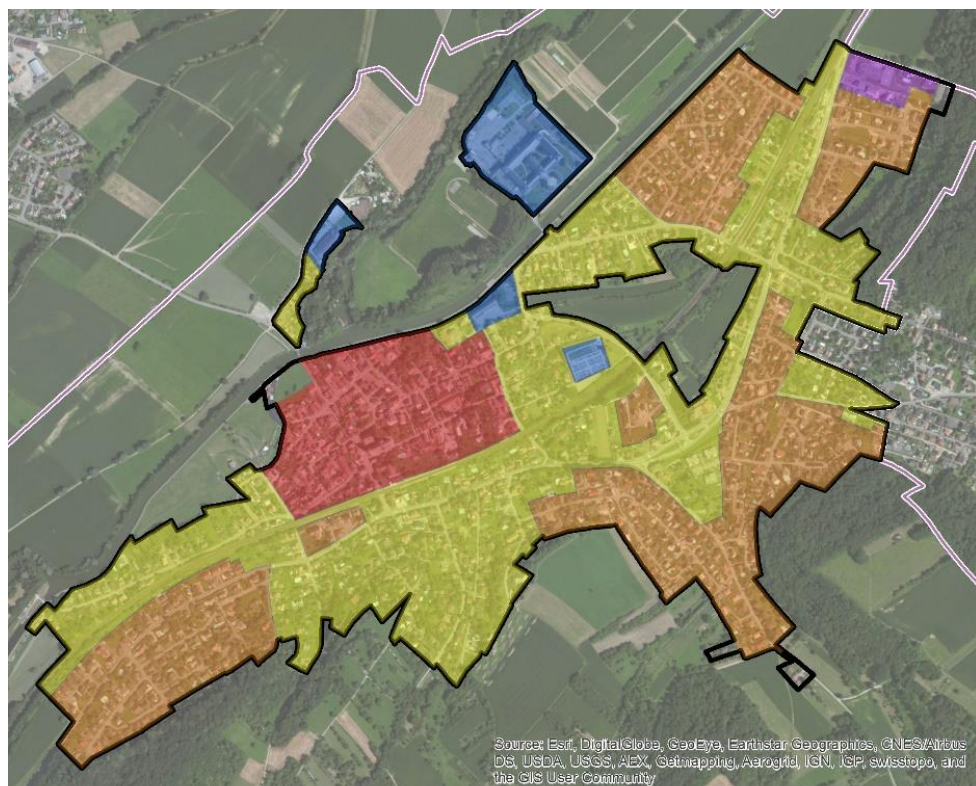 Source: Esri, DigitalGlobe, GeoEye, Earthstar Geographics, CNES/Airbus
DS, USDA, USGS, AEX, Getmapping, Aerogrid, IGN, IGP, swisstopo, and
the GIS User Community